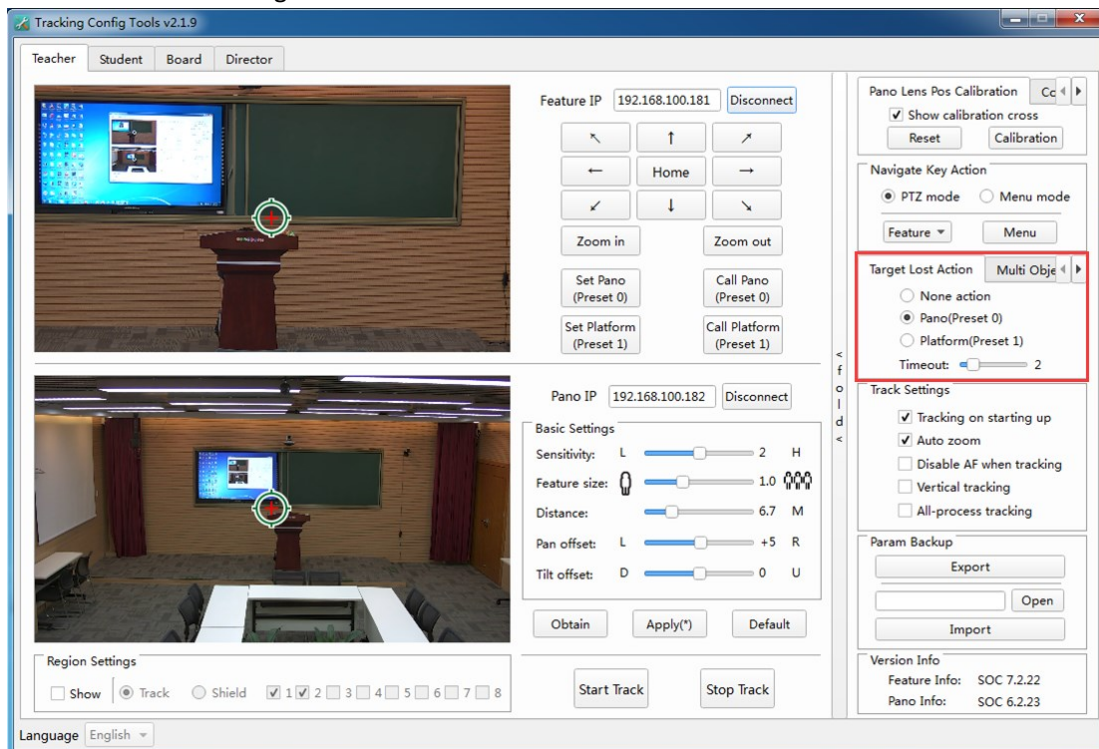 Tracking Config Tools v2.1.9
Teacher Student Board Director
Feature IP 192.168.100.181 Disconnect
↖ ↑ ↗
← Home →
↙ ↓ ↘
Zoom in Zoom out
Set Pano (Preset 0) Call Pano (Preset 0)
Set Platform (Preset 1) Call Platform (Preset 1)
Pano IP 192.168.100.182 Disconnect
Basic Settings
Sensitivity: L 2 H
Feature size: 1.0
Distance: 6.7 M
Pan offset: L +5 R
Tilt offset: D 0 U
Obtain Apply(*) Default
Start Track Stop Track
Region Settings
Show Track Shield 1 2 3 4 5 6 7 8
< fold <
Pano Lens Pos Calibration Cc
Show calibration cross
Reset Calibration
Navigate Key Action
PTZ mode Menu mode
Feature Menu
Target Lost Action Multi Obje
None action
Pano(Preset 0)
Platform(Preset 1)
Timeout: 2
Track Settings
Tracking on starting up
Auto zoom
Disable AF when tracking
Vertical tracking
All-process tracking
Param Backup
Export
Open
Import
Version Info
Feature Info: SOC 7.2.22
Pano Info: SOC 6.2.23
Language English